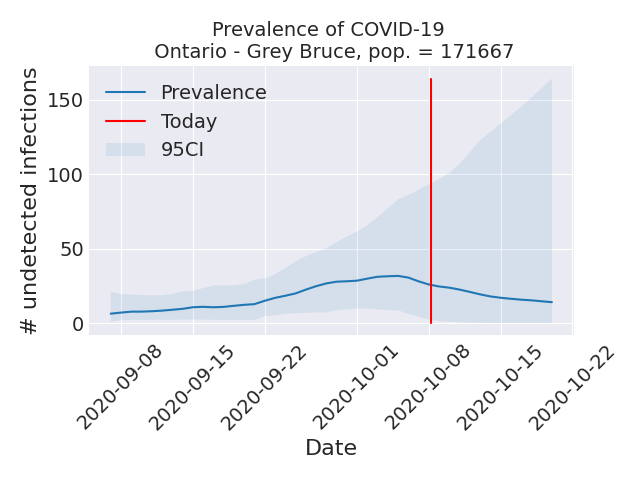 Prevalence of COVID-19
Ontario - Grey Bruce, pop. = 171667
# undetected infections
150
100
50
0
Prevalence
Today
95CI
2020-09-08
2020-09-15
2020-09-22
2020-10-01
2020-10-08
2020-10-15
2020-10-22
Date